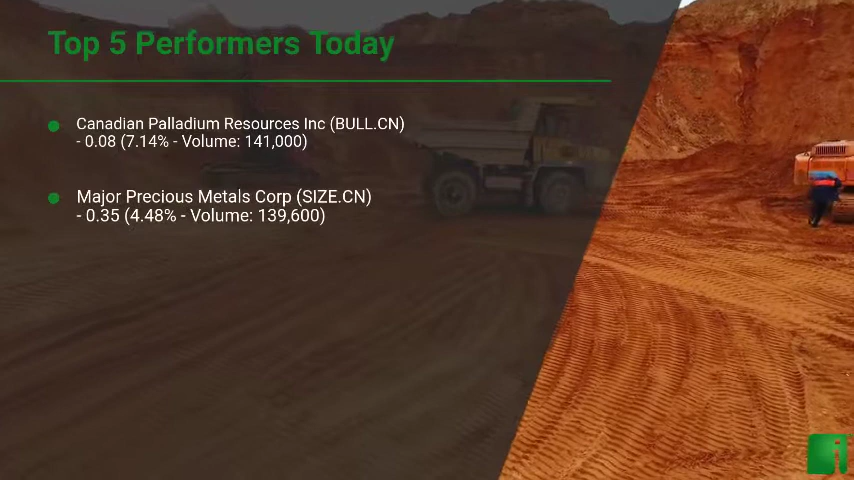 Top 5 Performers Today
Canadian Palladium Resources Inc (BULL.CN)
- 0.08 (7.14% - Volume: 141,000)
Major Precious Metals Corp (SIZE.CN)
- 0.35 (4.48% - Volume: 139,600)